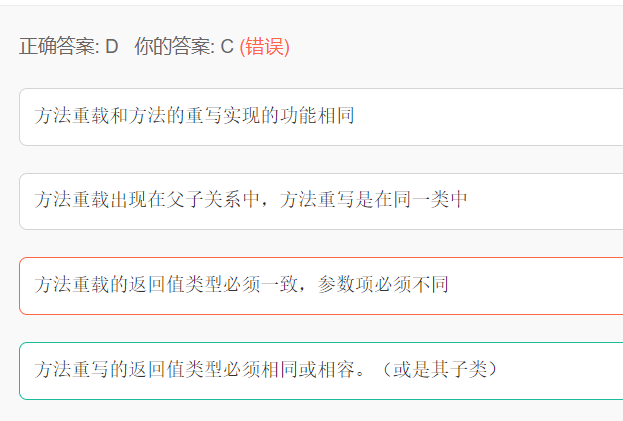 正确答案: D 你的答案: C (错误)
方法重载和方法的重写实现的功能相同
方法重载出现在父子关系中，方法重写是在同一类中
方法重载的返回值类型必须一致，参数项必须不同
方法重写的返回值类型必须相同或相容。（或是其子类）